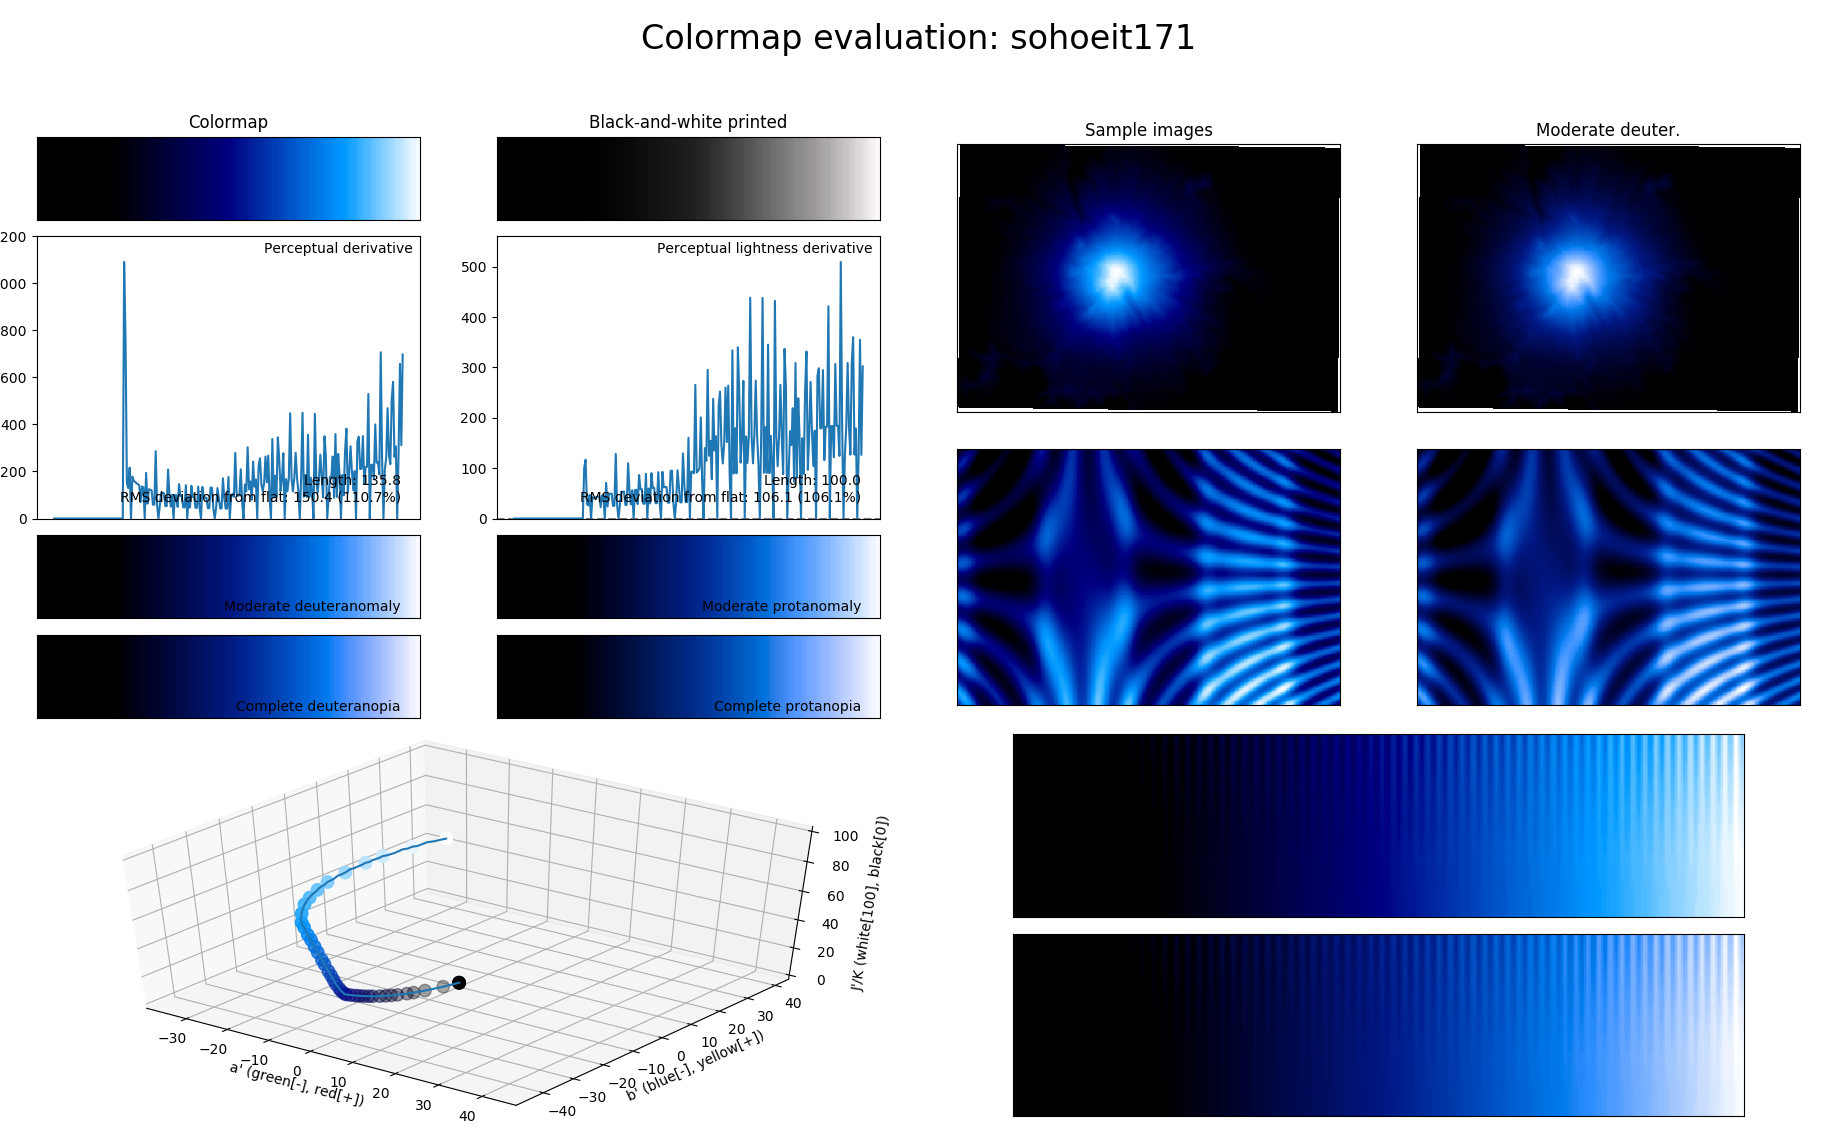 Colormap evaluation: sohoeit171
Colormap
Black-and-white printed
Sample images
Moderate deuter.
Perceptual derivative
200
000
800
600
400
200
0
Length: 135.8
RMS deviation from flat: 150.4 (110.7%)
Perceptual lightness derivative
500
400
300
200
100
0
Length: 100.0
RMS deviation from flat: 106.1 (106.1%)
Moderate deuteranomaly
Moderate protanomaly
Complete deuteranopia
Complete protanopia
−30
−20
−10
0
10
20
30
40
a' (green[-], red[+])
−40
−30
−20
−10
0
10
20
30
40
b' (blue[-], yellow[+])
0
20
40
60
80
100
J'/K (white[100], black[0])